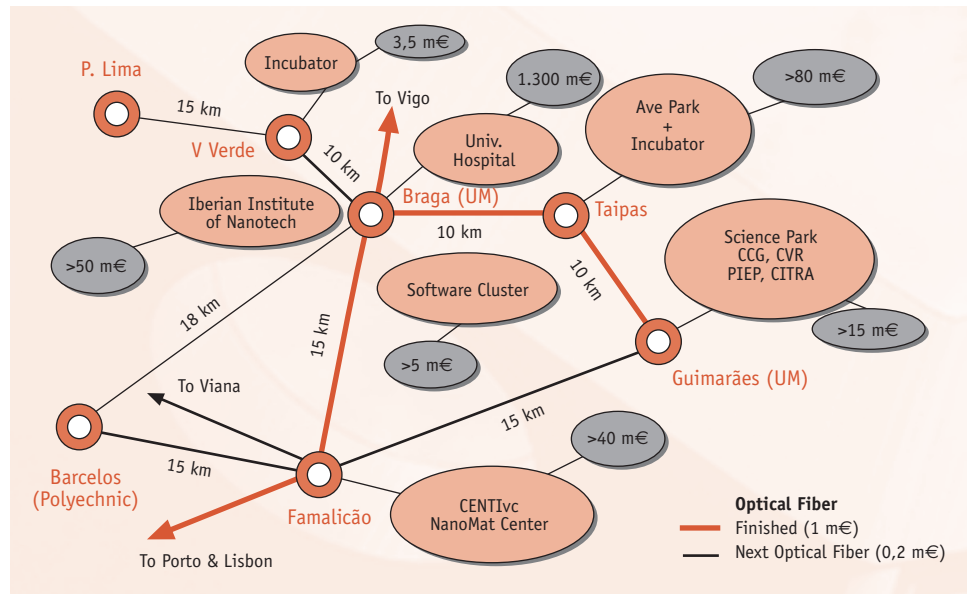 3,5 m€
Incubator
P. Lima
1.300 m€
>80 m€
15 km
To Vigo
Ave Park
+
Incubator
V Verde
Univ.
Hospital
10 km
Braga (UM)
Taipas
Iberian Institute
of Nanotech
10 km
Science Park
CCG, CVR
PIEP, CITRA
>50 m€
10 km
Software Cluster
18 km
15 km
>15 m€
>5 m€
Guimarães (UM)
To Viana
15 km
>40 m€
15 km
Barcelos
(Polyechnic)
Famalicão
CENTIvc
NanoMat Center
Optical Fiber
Finished (1 m€)
Next Optical Fiber (0,2 m€)
To Porto & Lisbon